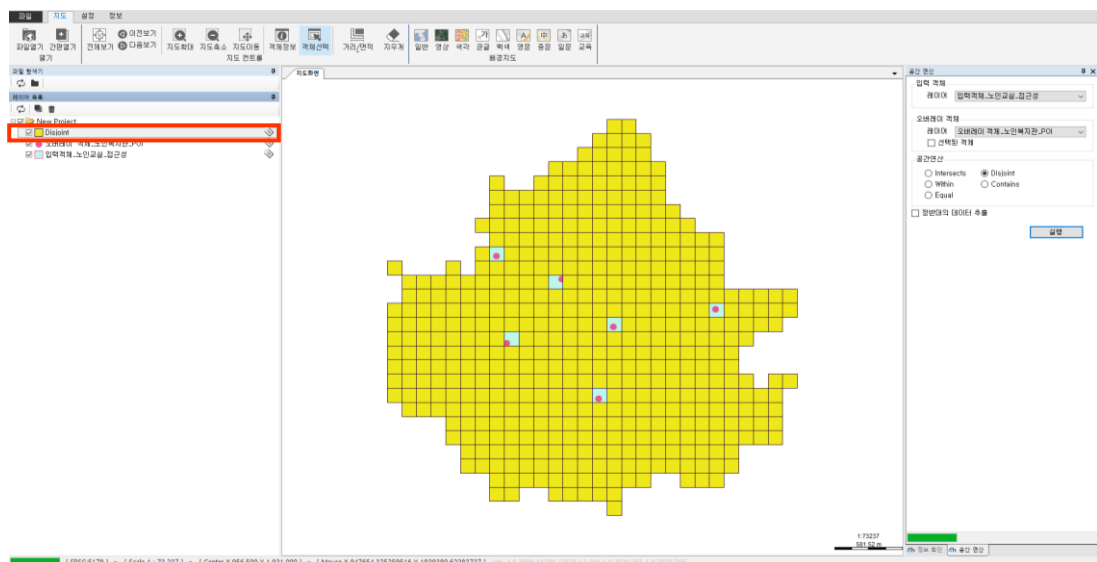 파일 지도 설정 정보
파일열기 간편열기 전체보기 이전보기 다음보기 지도확대 지도축소 지도이동 객체정보 객체선택 거리/면적 지우개 일반 영상 색각 큰글 백색 영문 중문 일문 교육
열기 지도 컨트롤 배경지도
파일 탐색기
레이어 목록
New Project
Disjoint
오버레이 객체_노인복지관_POI
입력객체_노인교실_접근성
지도화면
공간 연산
입력 객체
레이어 입력객체_노인교실_접근성
오버레이 객체
레이어 오버레이 객체_노인복지관_POI
선택된 객체
공간연산
Intersects Disjoint
Within Contains
Equal
정반대의 데이터 추출
실행
1:73237
581.52 m
정보 확인 공간 연산